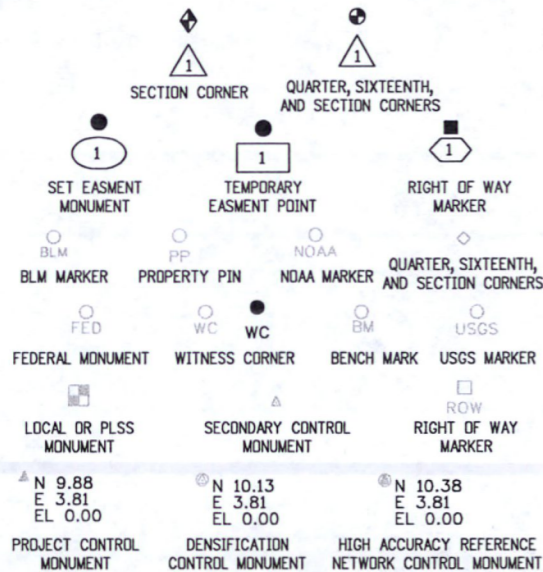 1
1
SECTION CORNER
QUARTER, SIXTEENTH,
AND SECTION CORNERS
1
1
1
SET EASMENT
MONUMENT
TEMPORARY
EASMENT POINT
RIGHT OF WAY
MARKER
BLM
PP
NOAA
BLM MARKER
PROPERTY PIN
NOAA MARKER
QUARTER, SIXTEENTH,
AND SECTION CORNERS
FED
WC
WC
BM
USGS
FEDERAL MONUMENT
WITNESS CORNER
BENCH MARK
USGS MARKER
ROW
LOCAL OR PLSS
MONUMENT
SECONDARY CONTROL
MONUMENT
RIGHT OF WAY
MARKER
N 9.88
E 3.81
EL 0.00
N 10.13
E 3.81
EL 0.00
N 10.38
E 3.81
EL 0.00
PROJECT CONTROL
MONUMENT
DENSIFICATION
CONTROL MONUMENT
HIGH ACCURACY REFERENCE
NETWORK CONTROL MONUMENT